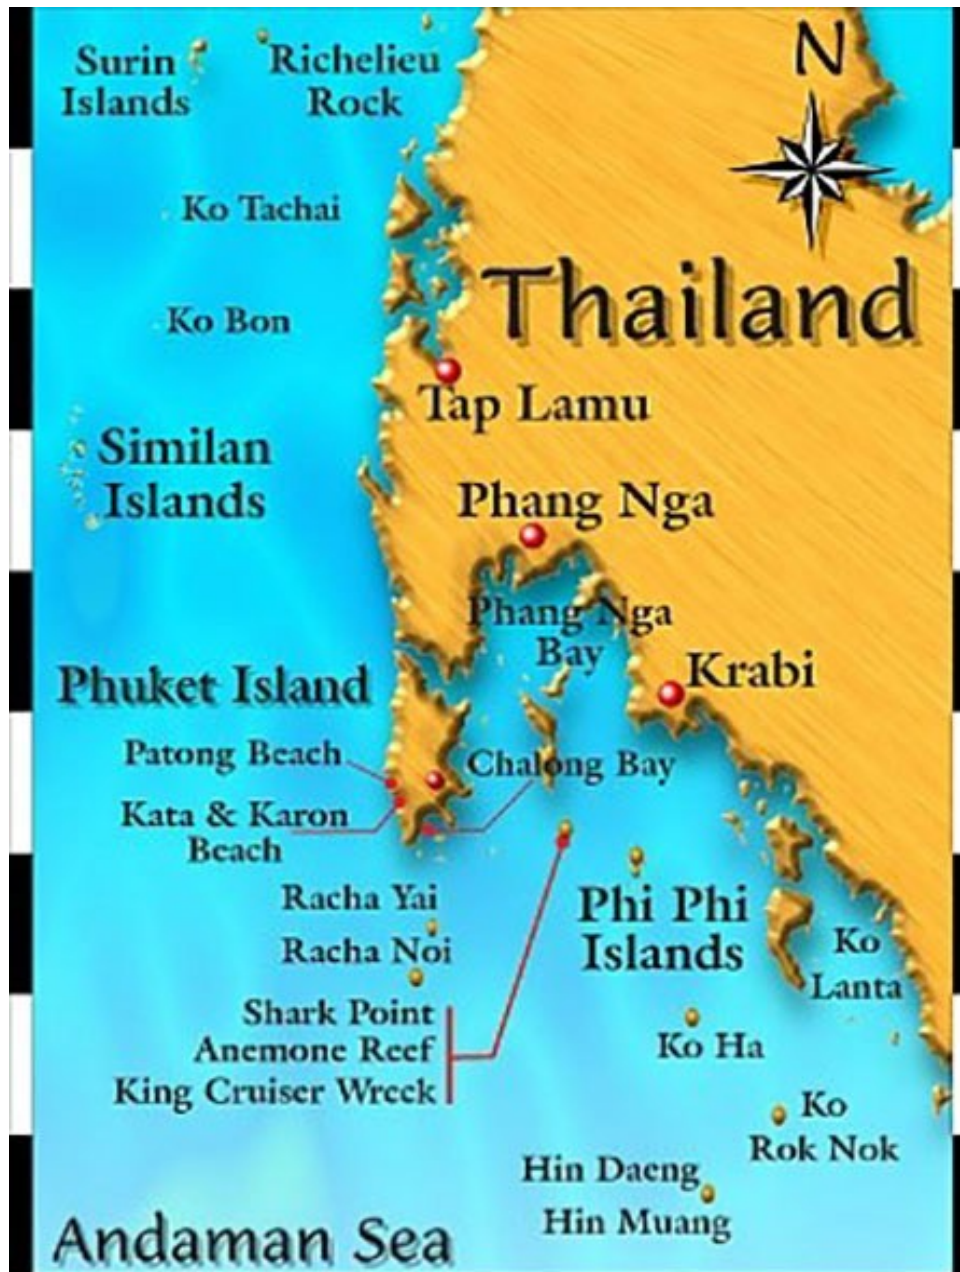 N
Surin
Islands
Richelieu
Rock
Ko Tachai
Thailand
Ko Bon
Tap Lamu
Similan
Islands
Phang Nga
Phang Nga
Bay
Krabi
Phuket Island
Patong Beach
Chalong Bay
Kata & Karon
Beach
Racha Yai
Phi Phi
Islands
Racha Noi
Ko
Lanta
Shark Point
Anemone Reef
King Cruiser Wreck
Ko Ha
Ko
Rok Nok
Hin Daeng
Hin Muang
Andaman Sea